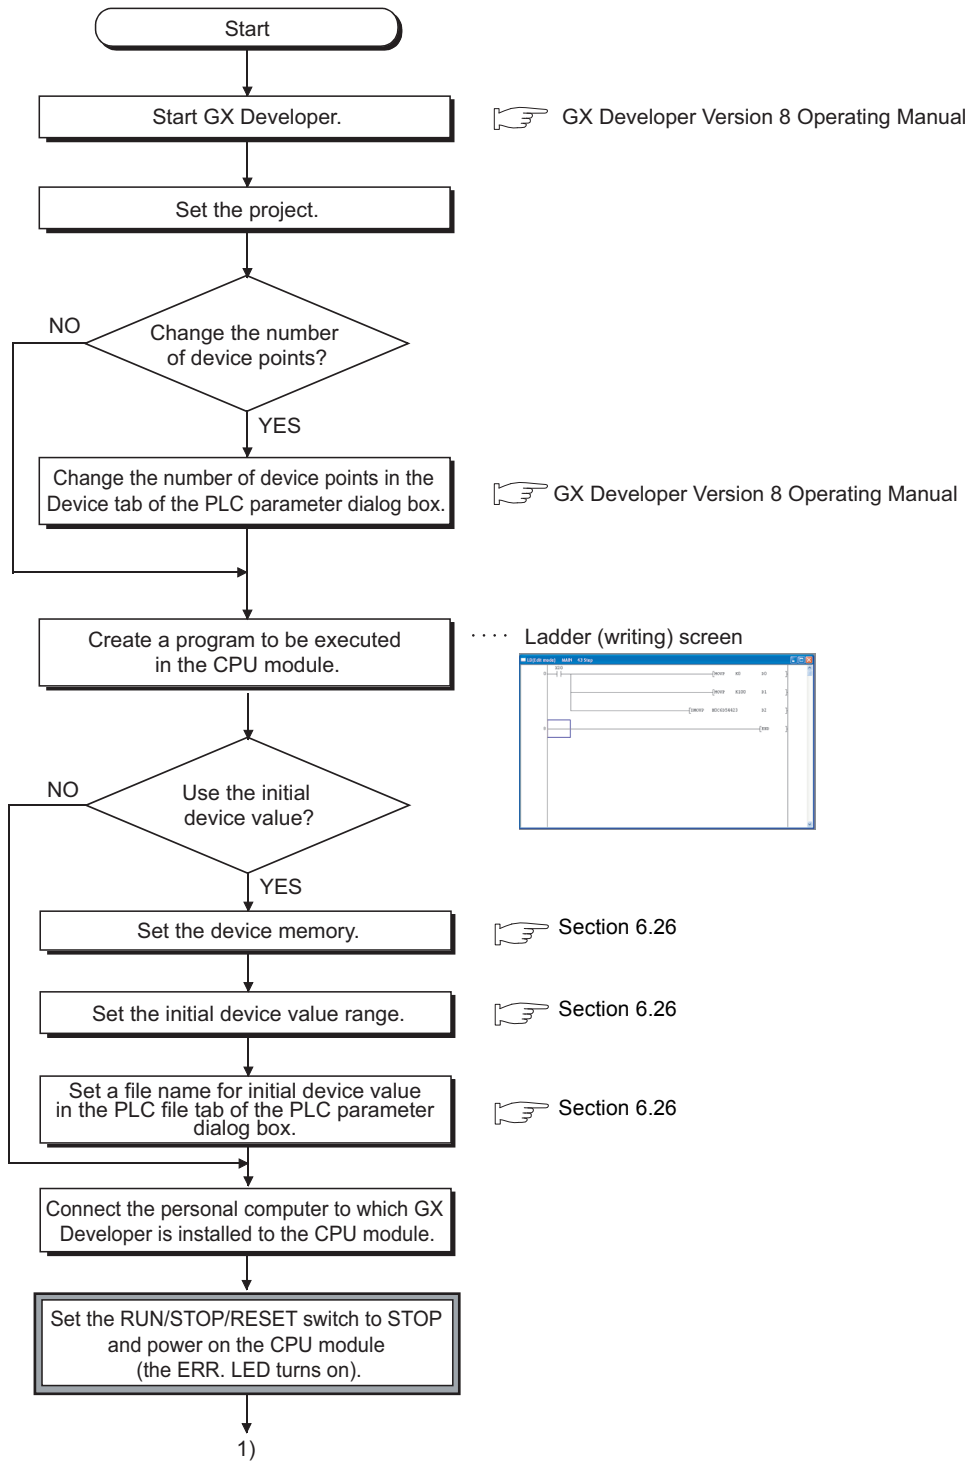 Start
Start GX Developer.
GX Developer Version 8 Operating Manual
Set the project.
NO
Change the number
of device points?
YES
Change the number of device points in the
Device tab of the PLC parameter dialog box.
GX Developer Version 8 Operating Manual
Create a program to be executed
in the CPU module.
···· Ladder (writing) screen
NO
Use the initial
device value?
YES
Set the device memory.
Section 6.26
Set the initial device value range.
Section 6.26
Set a file name for initial device value
in the PLC file tab of the PLC parameter
dialog box.
Section 6.26
Connect the personal computer to which GX
Developer is installed to the CPU module.
Set the RUN/STOP/RESET switch to STOP
and power on the CPU module
(the ERR. LED turns on).
1)